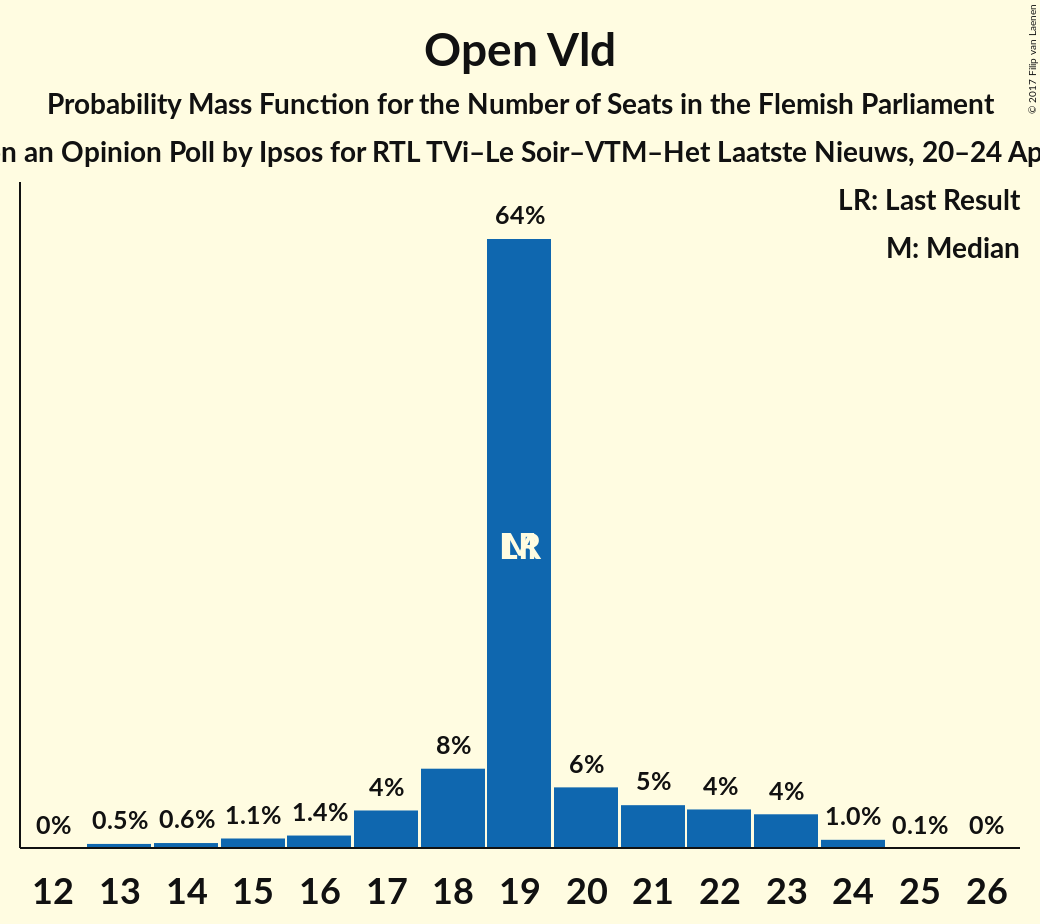 Open Vld
Probability Mass Function for the Number of Seats in the Flemish Parliament
an Opinion Poll by Ipsos for RTL TVi–Le Soir–VTM–Het Laatste Nieuws, 20–24
© 2017 Filip van Laenen
LR: Last Result
M: Median
64%
LR
M
8%
6%
5%
4%
4%
4%
1.4%
1.1%
1.0%
0.6%
0.5%
0%
0.1%
0%
12 13 14 15 16 17 18 19 20 21 22 23 24 25 26